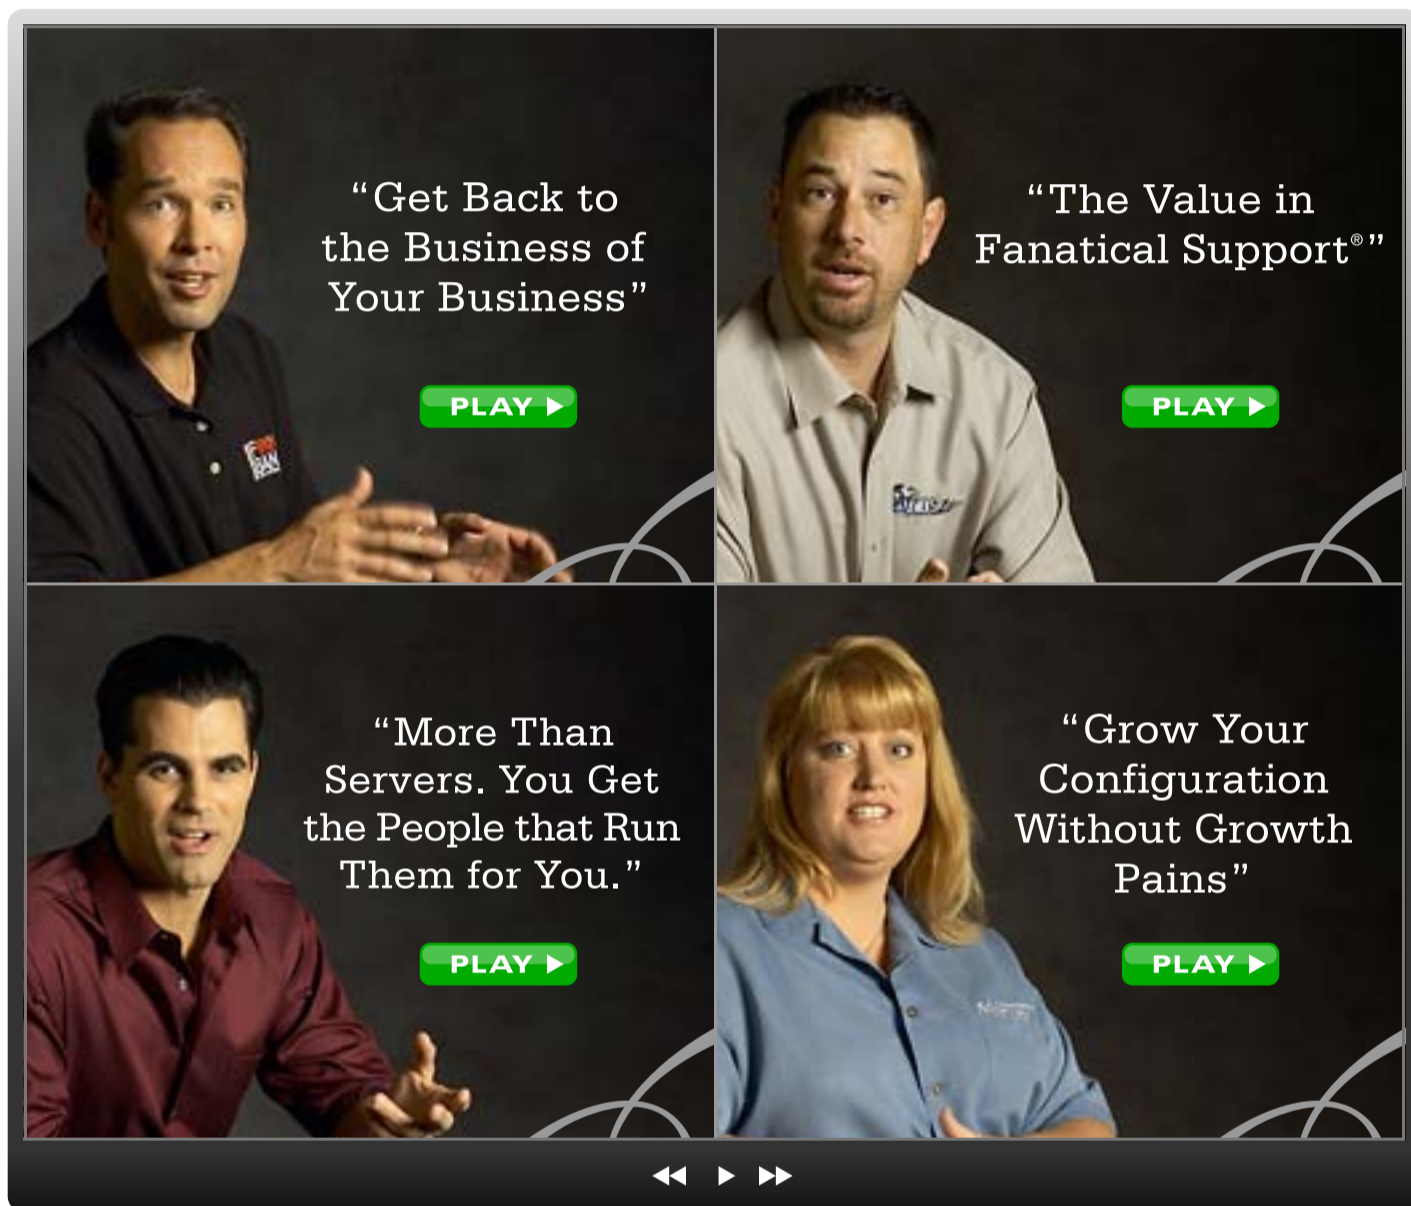 “Get Back to
the Business of
Your Business”
PLAY
“The Value in
Fanatical Support®”
PLAY
“More Than
Servers. You Get
the People that Run
Them for You.”
PLAY
“Grow Your
Configuration
Without Growth
Pains”
PLAY